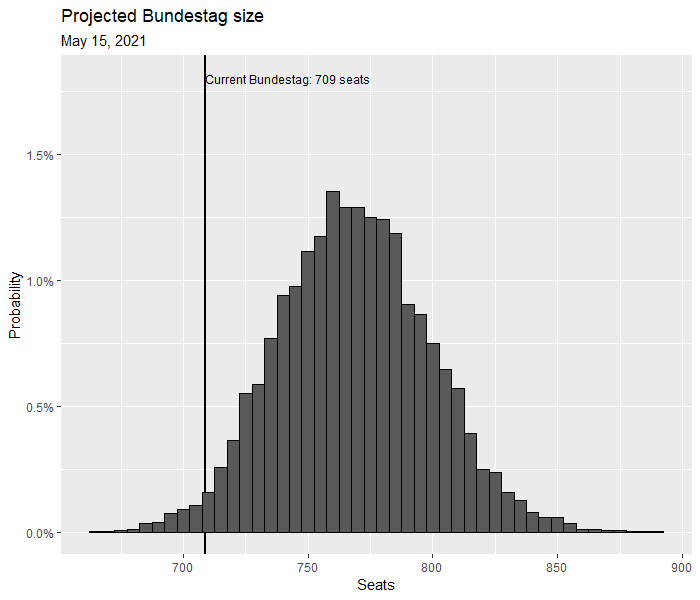 Projected Bundestag size
May 15, 2021
Current Bundestag: 709 seats
1.5%
1.0%
0.5%
0.0%
Probability
700
750
800
850
900
Seats